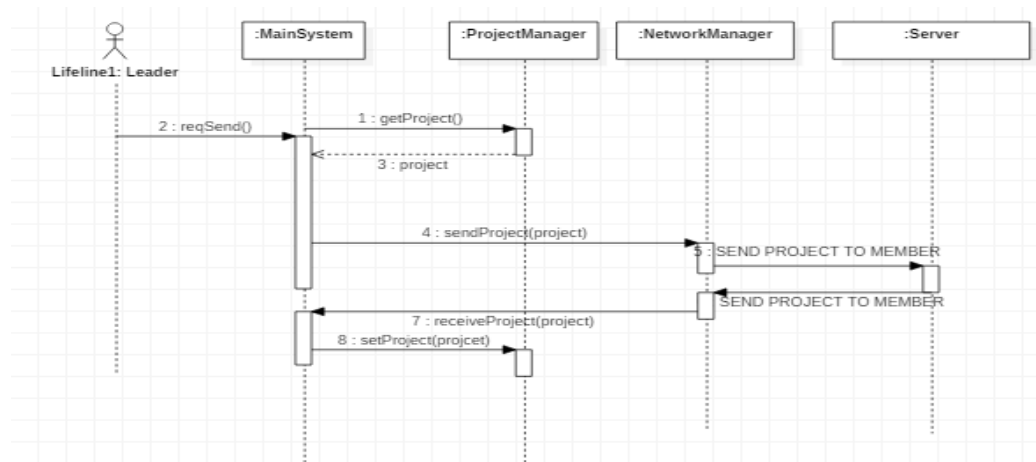 :MainSystem
:ProjectManager
:NetworkManager
:Server
Lifeline1: Leader
1 : getProject()
2 : reqSend()
3 : project
4 : sendProject(project)
5 : SEND PROJECT TO MEMBER
SEND PROJECT TO MEMBER
7 : receiveProject(project)
8 : setProject(projcet)